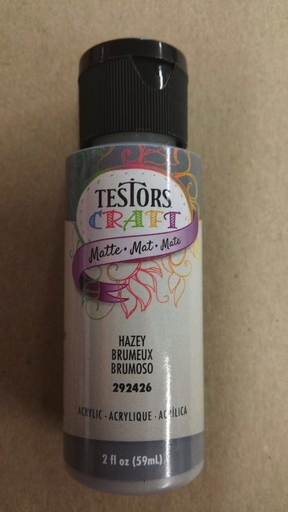 TESTORS
CRAFT
Matte • Mat • Mate
HAZEY
BRUMEUX
BRUMOSO
292426
ACRYLIC • ACRYLIQUE • ACRÍLICA
2 fl oz (59mL)